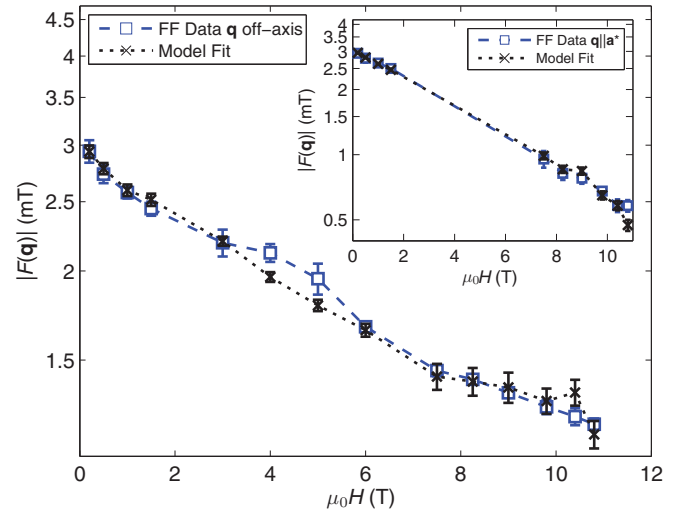 4.5
4
3.5
3
2.5
2
1.5
|F(q)| (mT)
0 2 4 6 8 10 12
μ₀H (T)
FF Data q off−axis
Model Fit
3.5
3
2.5
2
1.5
1
0.5
|F(q)| (mT)
0 2 4 6 8 10
μ₀H (T)
FF Data q||a*
Model Fit